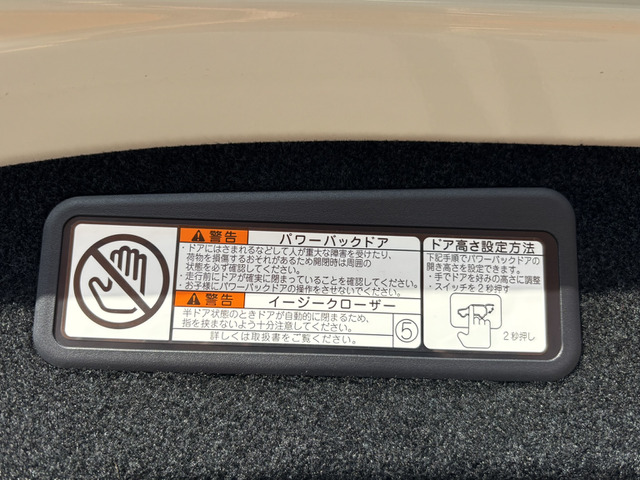 警告 パワーバックドア
・ドアにはさまれるなどして人が重大な障害を受けたり、
荷物を損傷するおそれがあるため開閉時は周囲の
状態を必ず確認してください。
・走行前にドアが確実に閉まっていることを確認してください。
・お子様にパワーバックドアの操作をさせないでください。
警告 イージークローザー
半ドア状態のときドアが自動的に閉まるため、
指を挟まないよう十分注意してください。
詳しくは取扱書をご覧ください。
⑤
ドア高さ設定方法
下記手順でパワーバックドアの
開き高さを設定できます。
・手でドアを好みの高さに調整
・スイッチを2秒押す
2秒押し